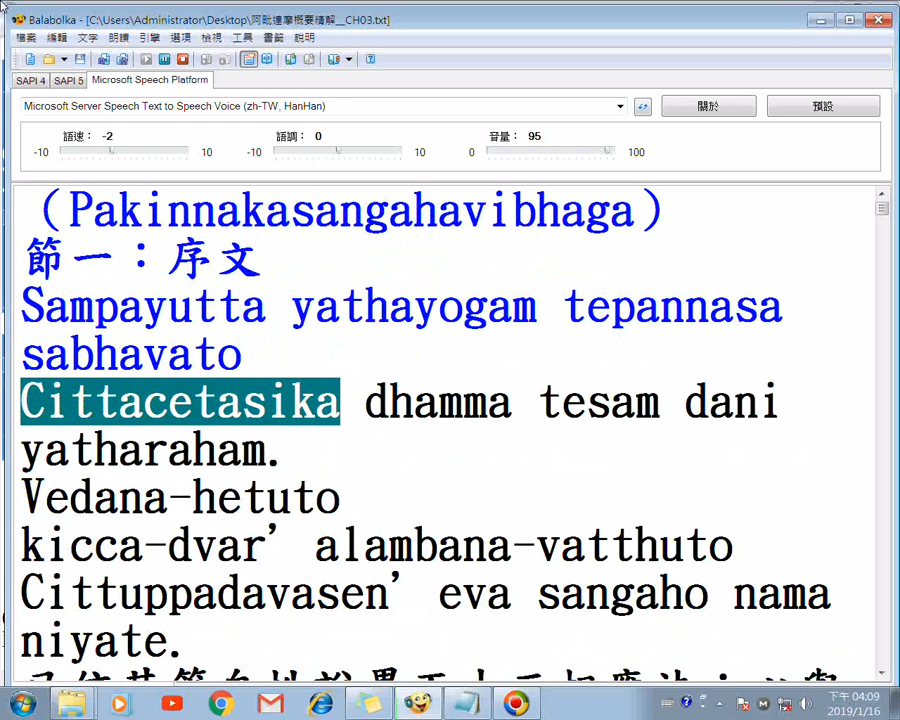 Balabolka - [C:\Users\Administrator\Desktop\阿毗達摩概要精解__CH03.txt]
檔案 編輯 文字 朗讀 引擎 選項 檢視 工具 書籤 說明
SAPI 4 SAPI 5 Microsoft Speech Platform
Microsoft Server Speech Text to Speech Voice (zh-TW, HanHan) 關於 預設
語速： -2 語調： 0 音量： 95
-10 10 -10 10 0 100
（Pakinnakasangahavibhaga）
節一：序文
Sampayutta yathayogam tepannasa
sabhavato
Cittacetasika dhamma tesam dani
yatharaham.
Vedana-hetuto
kicca-dvar’ alambana-vatthuto
Cittuppadavasen’ eva sangaho nama
niyate.
下午 04:09
2019/1/16